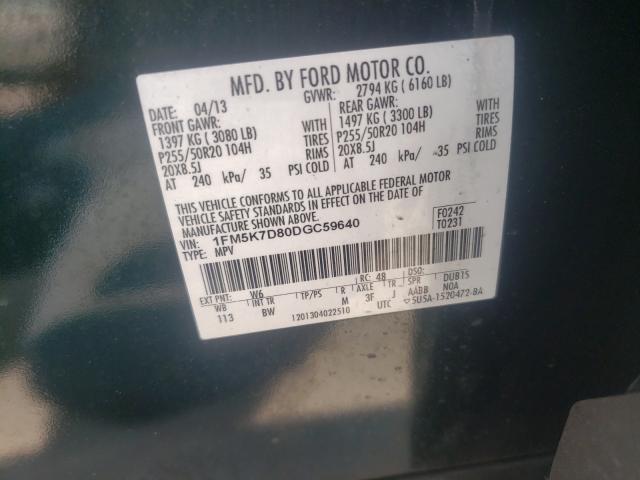 MFD. BY FORD MOTOR CO.
DATE: 04/13 GVWR: 2794 KG ( 6160 LB)
FRONT GAWR: REAR GAWR:
1397 KG ( 3080 LB) WITH 1497 KG ( 3300 LB) WITH
P255/50R20 104H TIRES P255/50R20 104H TIRES
20X8.5J RIMS 20X8.5J RIMS
AT 240 kPa/ 35 PSI COLD AT 240 kPa/ 35 PSI COLD
THIS VEHICLE CONFORMS TO ALL APPLICABLE FEDERAL MOTOR
VEHICLE SAFETY STANDARDS IN EFFECT ON THE DATE OF
MANUFACTURE SHOWN ABOVE.
VIN: 1FM5K7D80DGC59640 F0242
TYPE: MPV T0231
EXT PNT: W6 RC: 48 DSO:
WB INT TR TP/PS R AXLE TR SPR DUB15
113 BW M 3F J AABB NOA
1201304022510 UTC 5U5A-1520472-BA